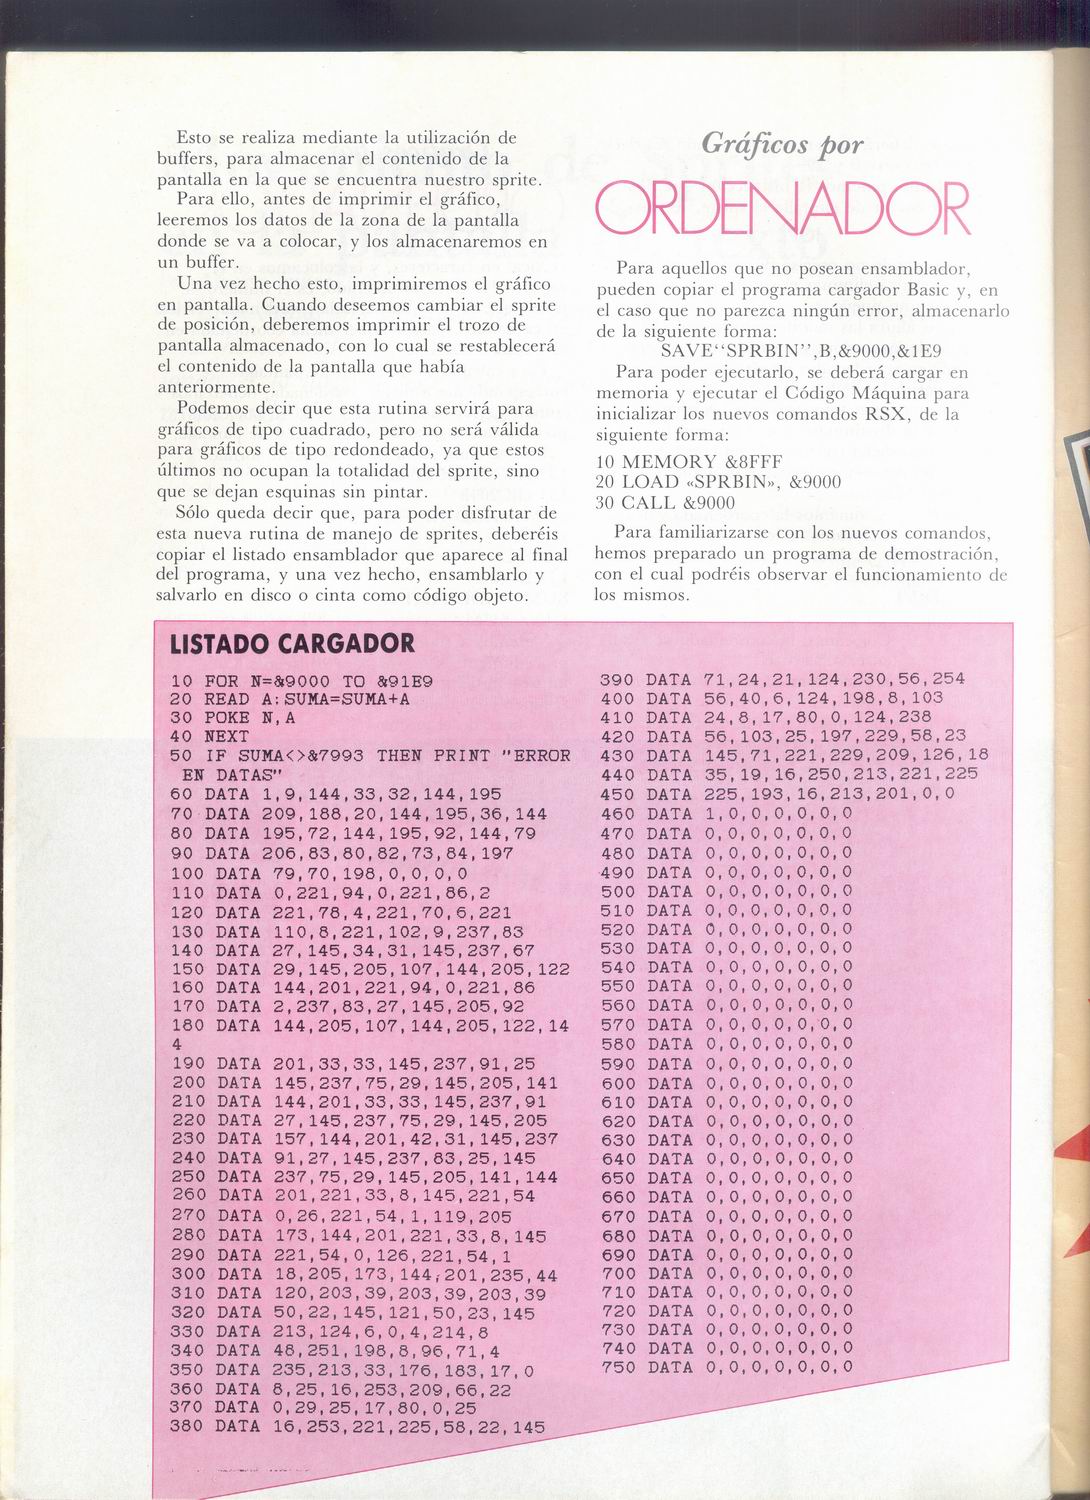 Esto se realiza mediante la utilización de
buffers, para almacenar el contenido de la
pantalla en la que se encuentra nuestro sprite.
Para ello, antes de imprimir el gráfico,
leeremos los datos de la zona de la pantalla
donde se va a colocar, y los almacenaremos en
un buffer.
Una vez hecho esto, imprimiremos el gráfico
en pantalla. Cuando deseemos cambiar el sprite
de posición, deberemos imprimir el trozo de
pantalla almacenado, con lo cual se restablecerá
el contenido de la pantalla que había
anteriormente.
Podemos decir que esta rutina servirá para
gráficos de tipo cuadrado, pero no será válida
para gráficos de tipo redondeado, ya que estos
últimos no ocupan la totalidad del sprite, sino
que se dejan esquinas sin pintar.
Sólo queda decir que, para poder disfrutar de
esta nueva rutina de manejo de sprites, deberéis
copiar el listado ensamblador que aparece al final
del programa, y una vez hecho, ensamblarlo y
salvarlo en disco o cinta como código objeto.
Gráficos por
ORDENADOR
Para aquellos que no posean ensamblador,
pueden copiar el programa cargador Basic y, en
el caso que no parezca ningún error, almacenarlo
de la siguiente forma:
SAVE‘‘SPRBIN’’,B,&9000,&1E9
Para poder ejecutarlo, se deberá cargar en
memoria y ejecutar el Código Máquina para
inicializar los nuevos comandos RSX, de la
siguiente forma:
10 MEMORY &8FFF
20 LOAD «SPRBIN», &9000
30 CALL &9000
Para familiarizarse con los nuevos comandos,
hemos preparado un programa de demostración,
con el cual podréis observar el funcionamiento de
los mismos.
LISTADO CARGADOR
10 FOR N=&9000 TO &91E9
20 READ A:SUMA=SUMA+A
30 POKE N,A
40 NEXT
50 IF SUMA<>&7993 THEN PRINT "ERROR
EN DATAS"
60 DATA 1,9,144,33,32,144,195
70 DATA 209,188,20,144,195,36,144
80 DATA 195,72,144,195,92,144,79
90 DATA 206,83,80,82,73,84,197
100 DATA 79,70,198,0,0,0,0
110 DATA 0,221,94,0,221,86,2
120 DATA 221,78,4,221,70,6,221
130 DATA 110,8,221,102,9,237,83
140 DATA 27,145,34,31,145,237,67
150 DATA 29,145,205,107,144,205,122
160 DATA 144,201,221,94,0,221,86
170 DATA 2,237,83,27,145,205,92
180 DATA 144,205,107,144,205,122,14
4
190 DATA 201,33,33,145,237,91,25
200 DATA 145,237,75,29,145,205,141
210 DATA 144,201,33,33,145,237,91
220 DATA 27,145,237,75,29,145,205
230 DATA 157,144,201,42,31,145,237
240 DATA 91,27,145,237,83,25,145
250 DATA 237,75,29,145,205,141,144
260 DATA 201,221,33,8,145,221,54
270 DATA 0,26,221,54,1,119,205
280 DATA 173,144,201,221,33,8,145
290 DATA 221,54,0,126,221,54,1
300 DATA 18,205,173,144,201,235,44
310 DATA 120,203,39,203,39,203,39
320 DATA 50,22,145,121,50,23,145
330 DATA 213,124,6,0,4,214,8
340 DATA 48,251,198,8,96,71,4
350 DATA 235,213,33,176,183,17,0
360 DATA 8,25,16,253,209,66,22
370 DATA 0,29,25,17,80,0,25
380 DATA 16,253,221,225,58,22,145
390 DATA 71,24,21,124,230,56,254
400 DATA 56,40,6,124,198,8,103
410 DATA 24,8,17,80,0,124,238
420 DATA 56,103,25,197,229,58,23
430 DATA 145,71,221,229,209,126,18
440 DATA 35,19,16,250,213,221,225
450 DATA 225,193,16,213,201,0,0
460 DATA 1,0,0,0,0,0,0
470 DATA 0,0,0,0,0,0,0
480 DATA 0,0,0,0,0,0,0
490 DATA 0,0,0,0,0,0,0
500 DATA 0,0,0,0,0,0,0
510 DATA 0,0,0,0,0,0,0
520 DATA 0,0,0,0,0,0,0
530 DATA 0,0,0,0,0,0,0
540 DATA 0,0,0,0,0,0,0
550 DATA 0,0,0,0,0,0,0
560 DATA 0,0,0,0,0,0,0
570 DATA 0,0,0,0,0,0,0
580 DATA 0,0,0,0,0,0,0
590 DATA 0,0,0,0,0,0,0
600 DATA 0,0,0,0,0,0,0
610 DATA 0,0,0,0,0,0,0
620 DATA 0,0,0,0,0,0,0
630 DATA 0,0,0,0,0,0,0
640 DATA 0,0,0,0,0,0,0
650 DATA 0,0,0,0,0,0,0
660 DATA 0,0,0,0,0,0,0
670 DATA 0,0,0,0,0,0,0
680 DATA 0,0,0,0,0,0,0
690 DATA 0,0,0,0,0,0,0
700 DATA 0,0,0,0,0,0,0
710 DATA 0,0,0,0,0,0,0
720 DATA 0,0,0,0,0,0,0
730 DATA 0,0,0,0,0,0,0
740 DATA 0,0,0,0,0,0,0
750 DATA 0,0,0,0,0,0,0